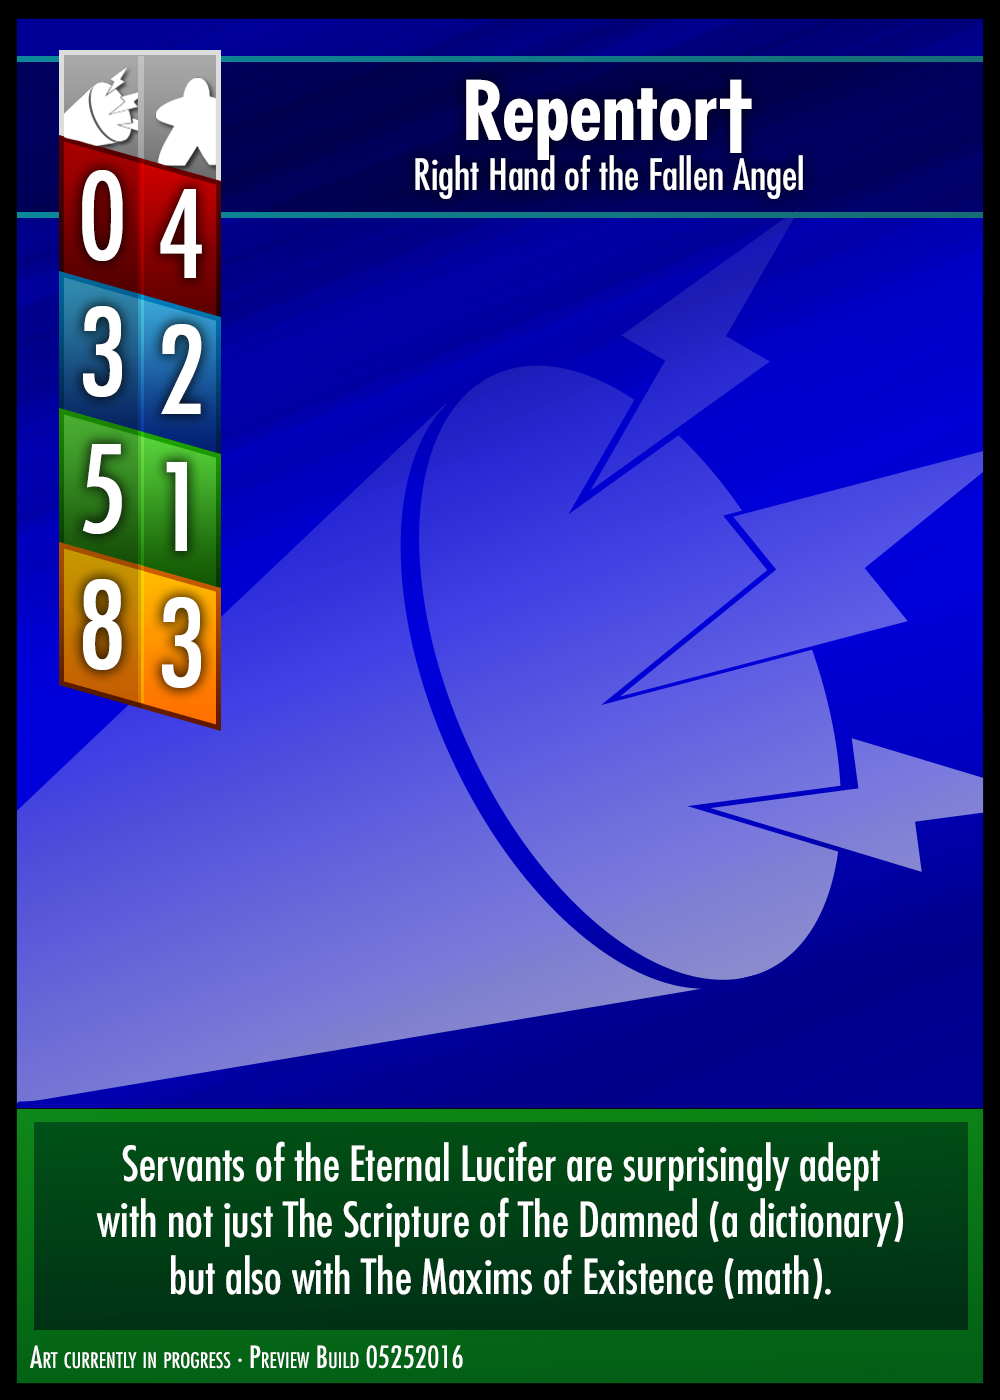 Repentor†
Right Hand of the Fallen Angel
0 4
3 2
5 1
8 3
Servants of the Eternal Lucifer are surprisingly adept
with not just The Scripture of The Damned (a dictionary)
but also with The Maxims of Existence (math).
Art currently in progress · Preview Build 05252016